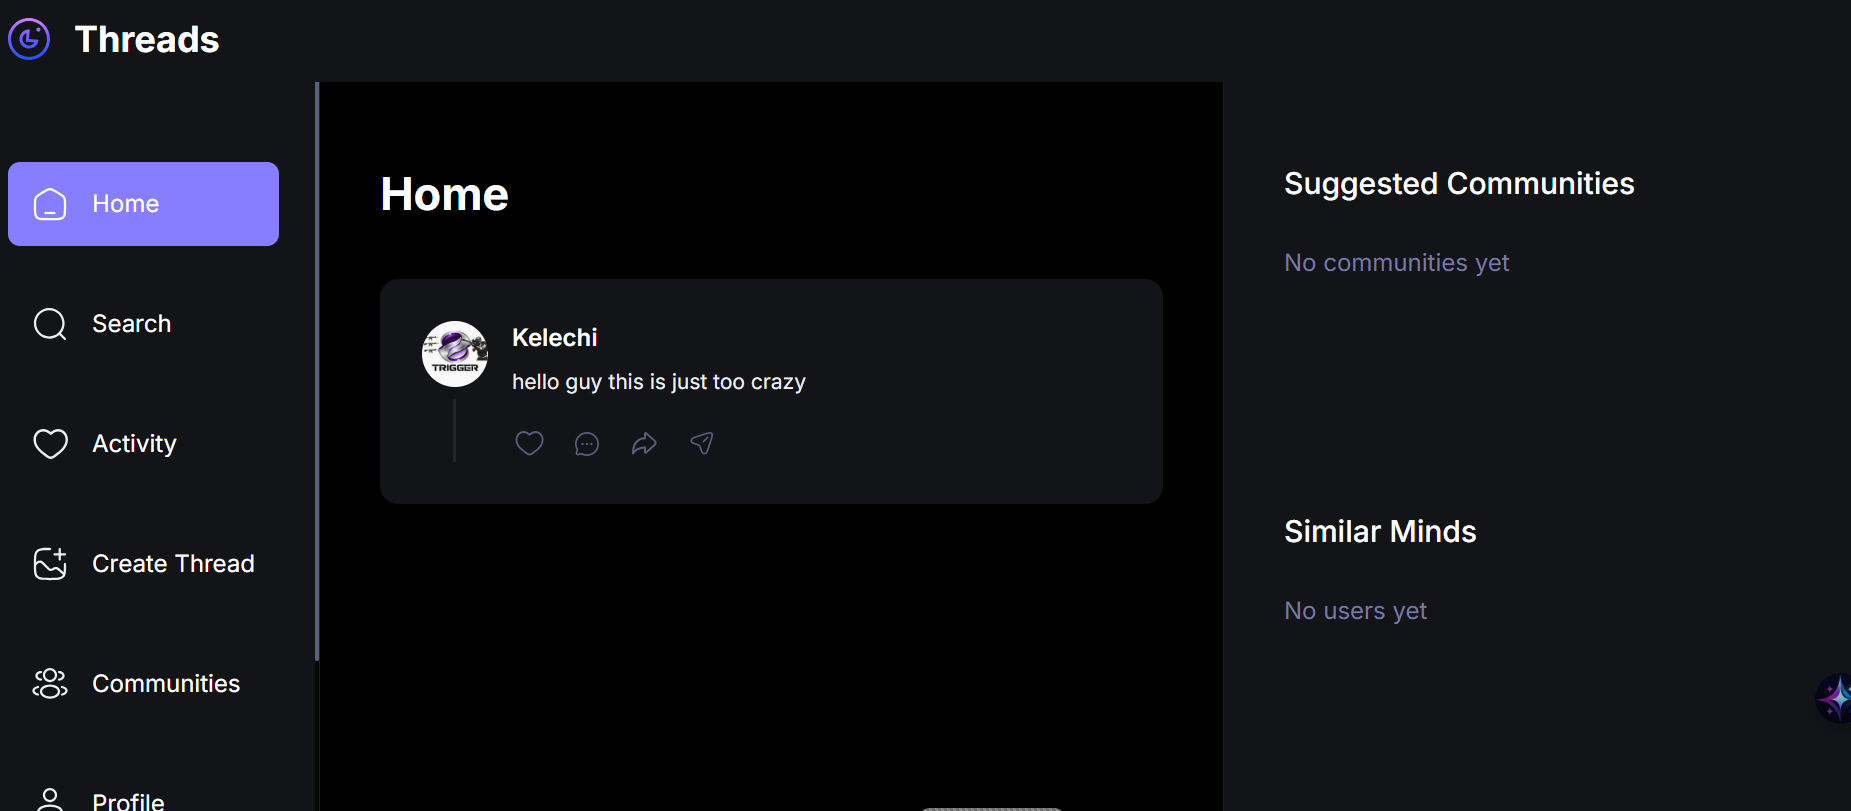 Threads
Home
Search
Activity
Create Thread
Communities
Profile
Home
TRIGGER
Kelechi
hello guy this is just too crazy
Suggested Communities
No communities yet
Similar Minds
No users yet